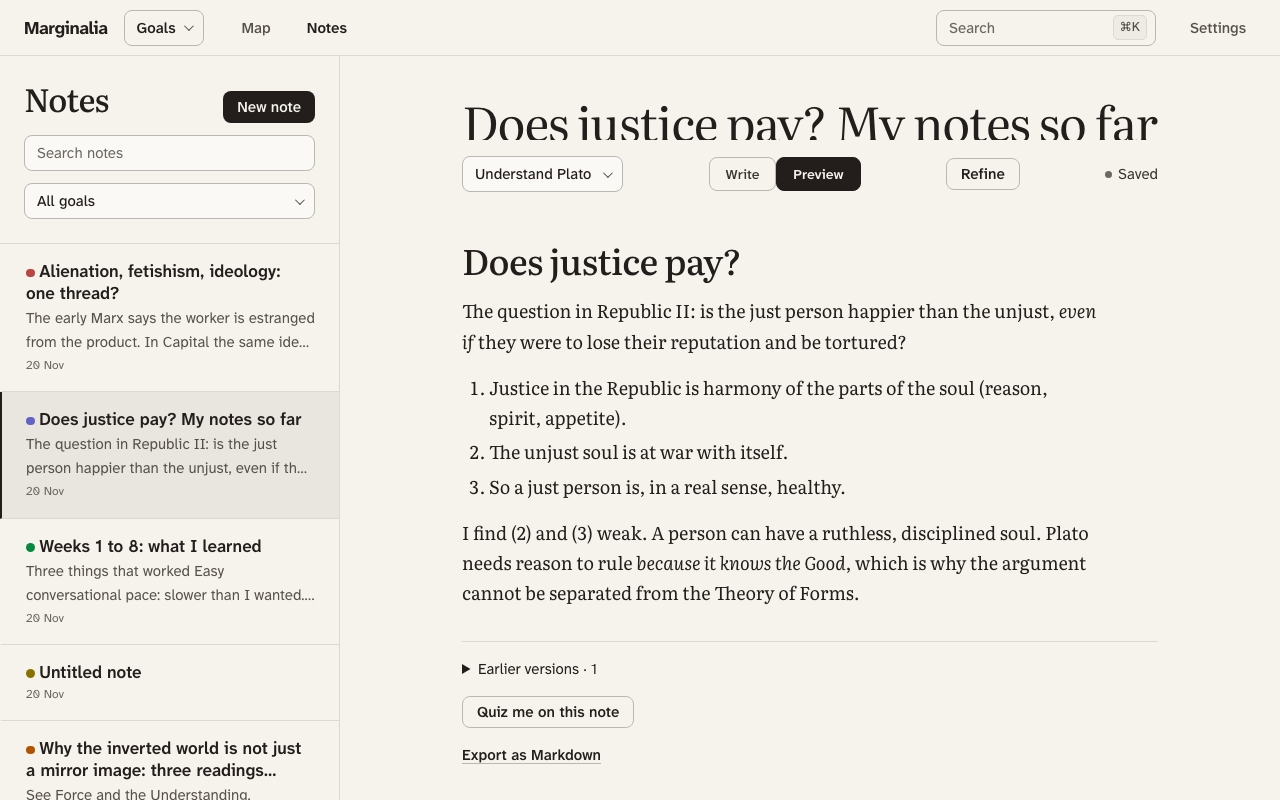 Marginalia Goals Map Notes Search ⌘K Settings
Notes
New note
Search notes
All goals
Alienation, fetishism, ideology:
one thread?
The early Marx says the worker is estranged
from the product. In Capital the same ide...
20 Nov
Does justice pay? My notes so far
The question in Republic II: is the just
person happier than the unjust, even if th...
20 Nov
Weeks 1 to 8: what I learned
Three things that worked Easy
conversational pace: slower than I wanted....
20 Nov
Untitled note
20 Nov
Why the inverted world is not just
a mirror image: three readings...
See Force and the Understanding.
Does justice pay? My notes so far
Understand Plato Write Preview Refine Saved
Does justice pay?
The question in Republic II: is the just person happier than the unjust, even
if they were to lose their reputation and be tortured?
1. Justice in the Republic is harmony of the parts of the soul (reason,
spirit, appetite).
2. The unjust soul is at war with itself.
3. So a just person is, in a real sense, healthy.
I find (2) and (3) weak. A person can have a ruthless, disciplined soul. Plato
needs reason to rule because it knows the Good, which is why the argument
cannot be separated from the Theory of Forms.
Earlier versions · 1
Quiz me on this note
Export as Markdown